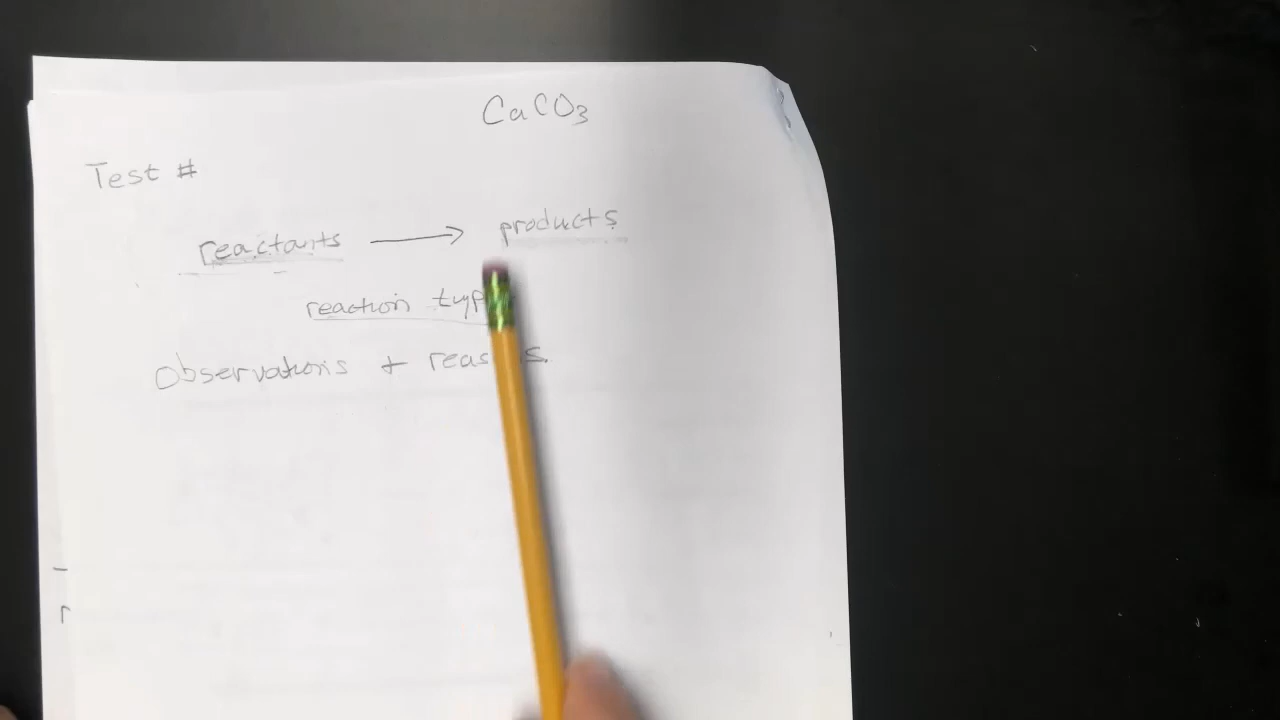 CaCO₃
Test #
reactants → products
reaction
Observations +